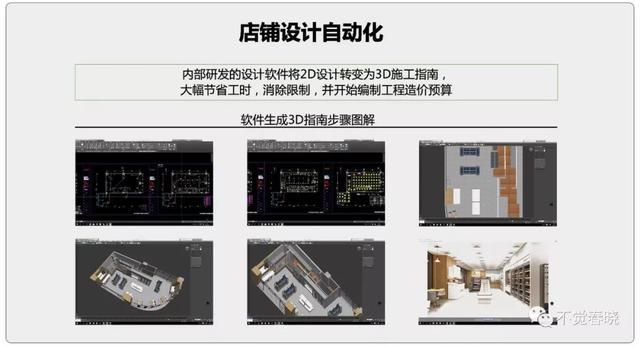 店铺设计自动化
内部研发的设计软件将2D设计转变为3D施工指南，
大幅节省工时，消除限制，并开始编制工程造价预算
软件生成3D指南步骤图解
不觉春晓